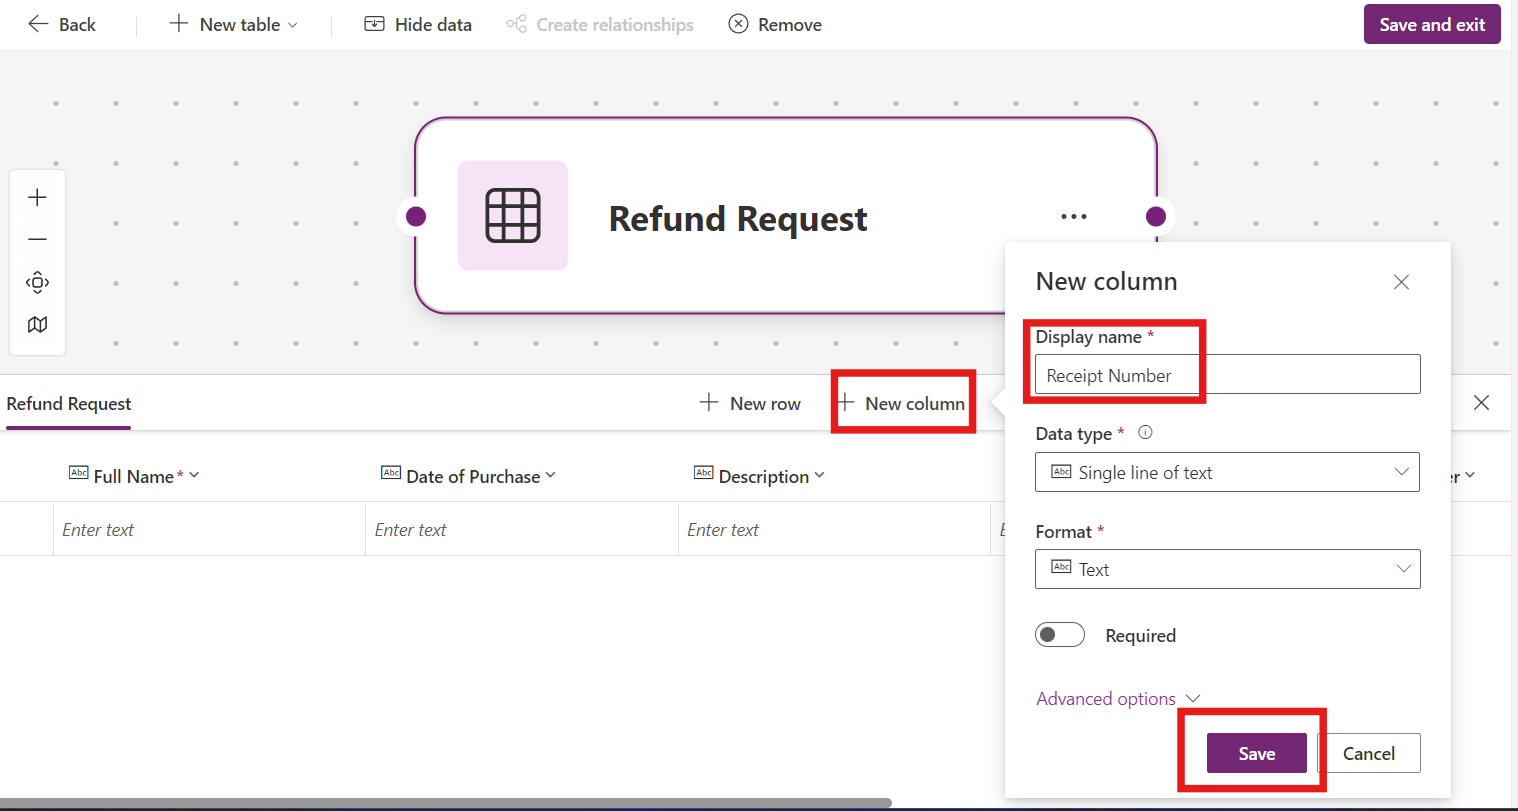 Back
New table
Hide data
Create relationships
Remove
Save and exit
Refund Request
New column
Display name *
Receipt Number
Refund Request
New row
New column
Data type *
Abc Single line of text
Abc Full Name *
Abc Date of Purchase
Abc Description
er
Enter text
Enter text
Enter text
E
Format *
Abc Text
Required
Advanced options
Save
Cancel